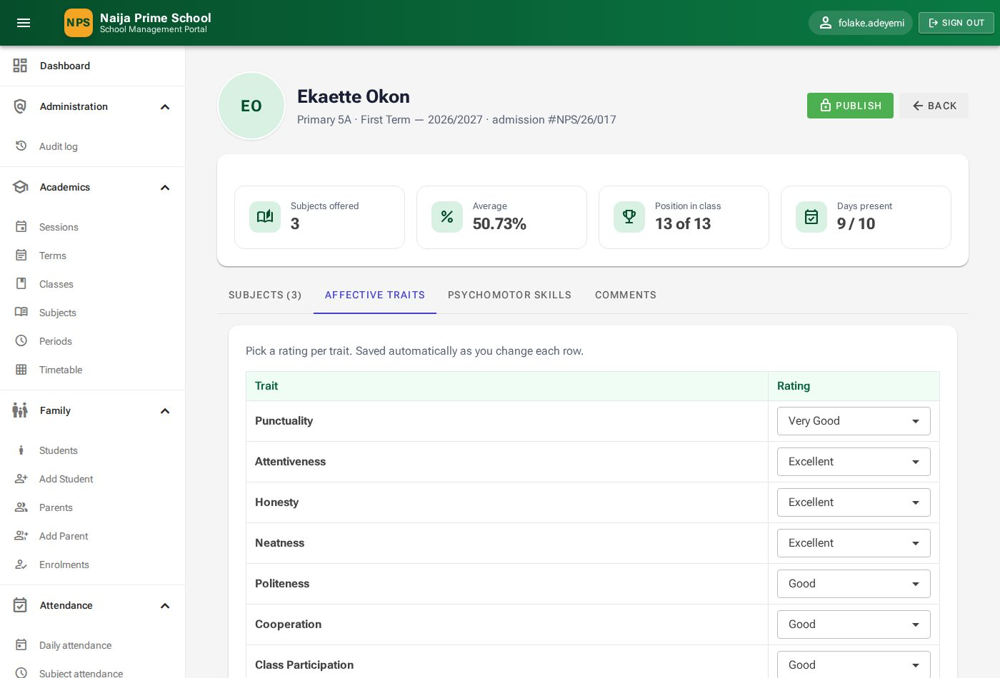 NPS
Naija Prime School
School Management Portal
folake.adeyemi
SIGN OUT
Dashboard
Administration
Audit log
Academics
Sessions
Terms
Classes
Subjects
Periods
Timetable
Family
Students
Add Student
Parents
Add Parent
Enrolments
Attendance
Daily attendance
Subject attendance
EO
Ekaette Okon
Primary 5A · First Term — 2026/2027 · admission #NPS/26/017
PUBLISH
BACK
Subjects offered
3
Average
50.73%
Position in class
13 of 13
Days present
9 / 10
SUBJECTS (3)
AFFECTIVE TRAITS
PSYCHOMOTOR SKILLS
COMMENTS
Pick a rating per trait. Saved automatically as you change each row.
Trait
Rating
Punctuality
Very Good
Attentiveness
Excellent
Honesty
Excellent
Neatness
Excellent
Politeness
Good
Cooperation
Good
Class Participation
Good